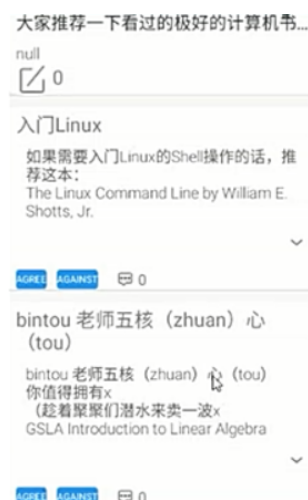 大家推荐一下看过的极好的计算机书...
null
0
入门Linux
如果需要入门Linux的Shell操作的话，推
荐这本：
The Linux Command Line by William E.
Shotts, Jr.
AGREE AGAINST 0
bintou 老师五核（zhuan）心
（tou）
bintou 老师五核（zhuan）心（tou）
你值得拥有x
（趁着聚聚们潜水来卖一波x
GSLA Introduction to Linear Algebra
AGREE AGAINST 0